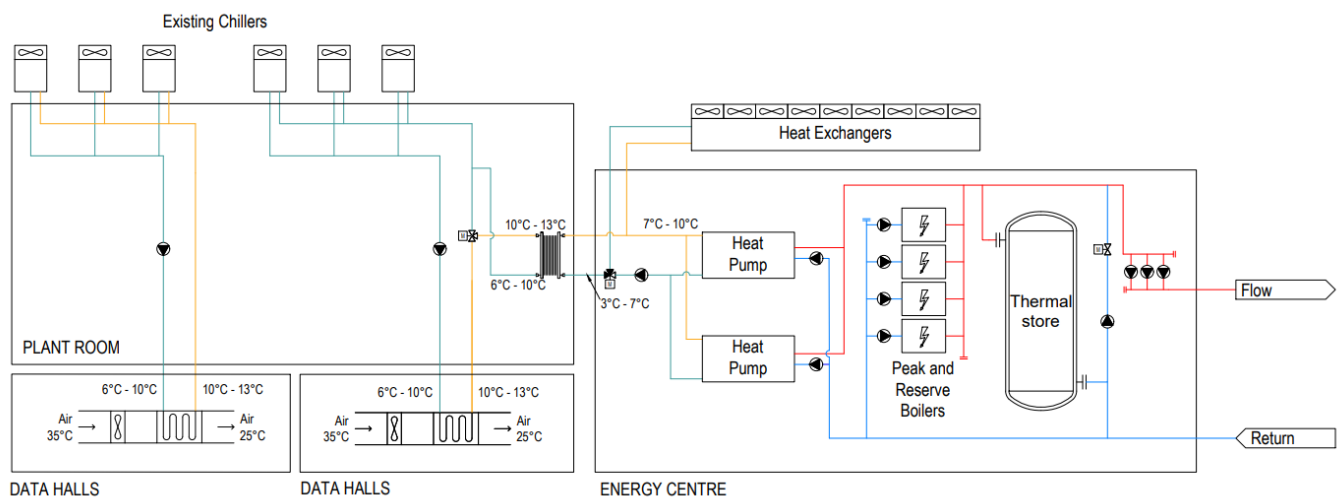 Existing Chillers
Heat Exchangers
10°C - 13°C
7°C - 10°C
Heat
Pump
6°C - 10°C
3°C - 7°C
Thermal
store
Flow
PLANT ROOM
Heat
Pump
Peak and
Reserve
Boilers
6°C - 10°C
10°C - 13°C
6°C - 10°C
10°C - 13°C
Air
35°C
Air
25°C
Air
35°C
Air
25°C
Return
DATA HALLS
DATA HALLS
ENERGY CENTRE